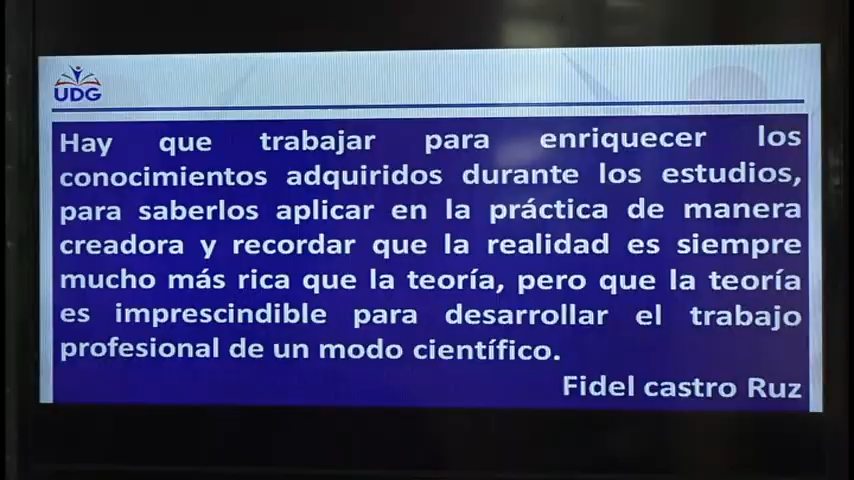 UDG
Hay que trabajar para enriquecer los
conocimientos adquiridos durante los estudios,
para saberlos aplicar en la práctica de manera
creadora y recordar que la realidad es siempre
mucho más rica que la teoría, pero que la teoría
es imprescindible para desarrollar el trabajo
profesional de un modo científico.
Fidel castro Ruz